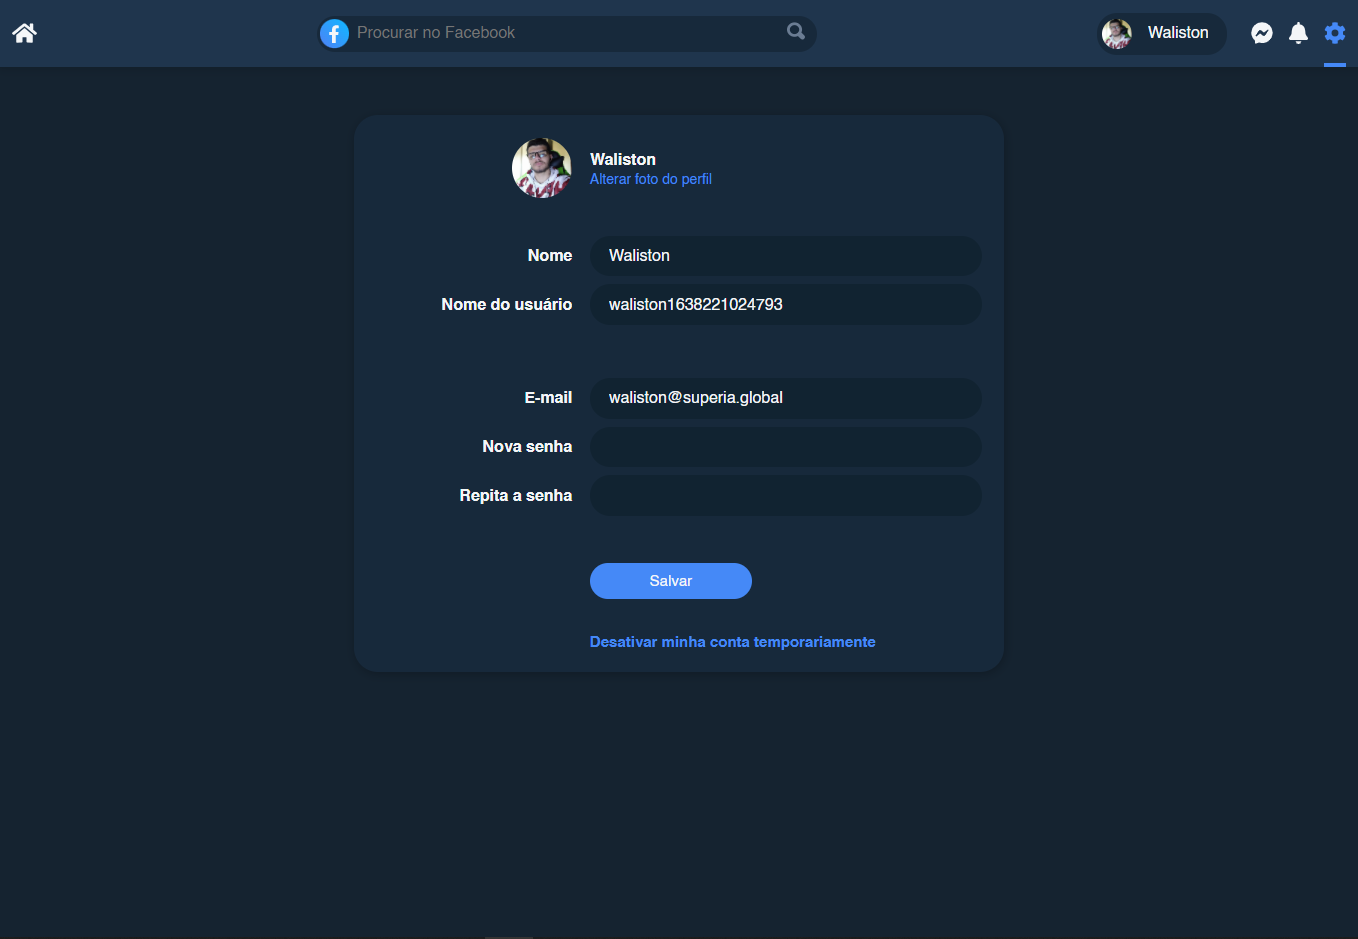 Procurar no Facebook
Waliston
Waliston
Alterar foto do perfil
Nome
Waliston
Nome do usuário
waliston1638221024793
E-mail
waliston@superia.global
Nova senha
Repita a senha
Salvar
Desativar minha conta temporariamente